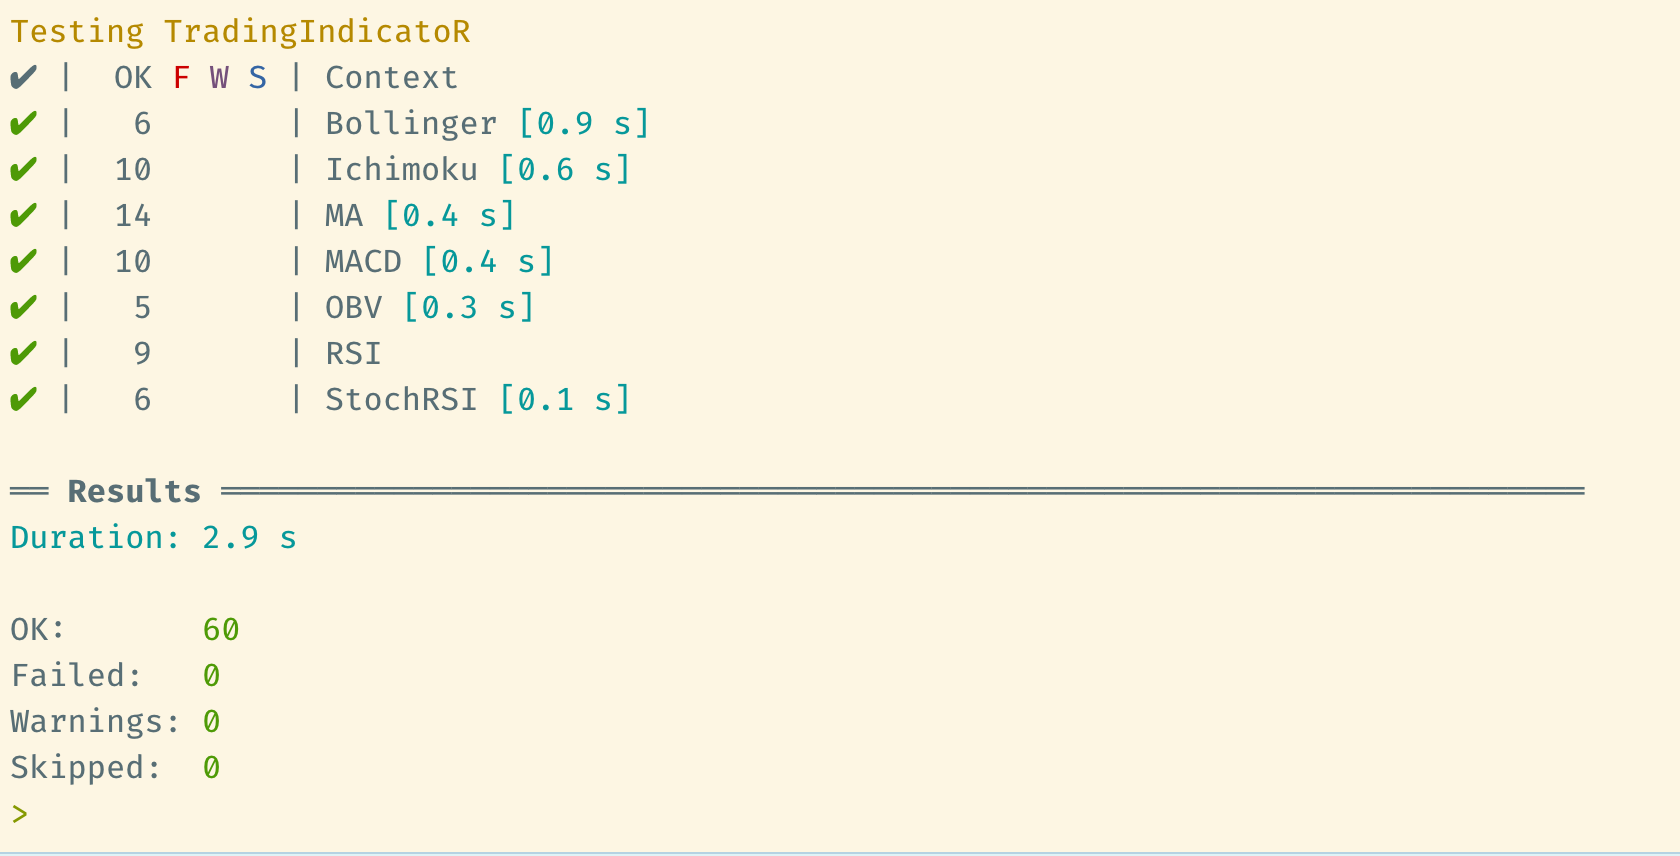 Testing TradingIndicatoR
✔ |   OK F W S | Context
✔ |    6       | Bollinger [0.9 s]
✔ |   10       | Ichimoku [0.6 s]
✔ |   14       | MA [0.4 s]
✔ |   10       | MACD [0.4 s]
✔ |    5       | OBV [0.3 s]
✔ |    9       | RSI
✔ |    6       | StochRSI [0.1 s]
══ Results ═══════════════════════════════════════════════════════════════════════
Duration: 2.9 s
OK:       60
Failed:   0
Warnings: 0
Skipped:  0
>